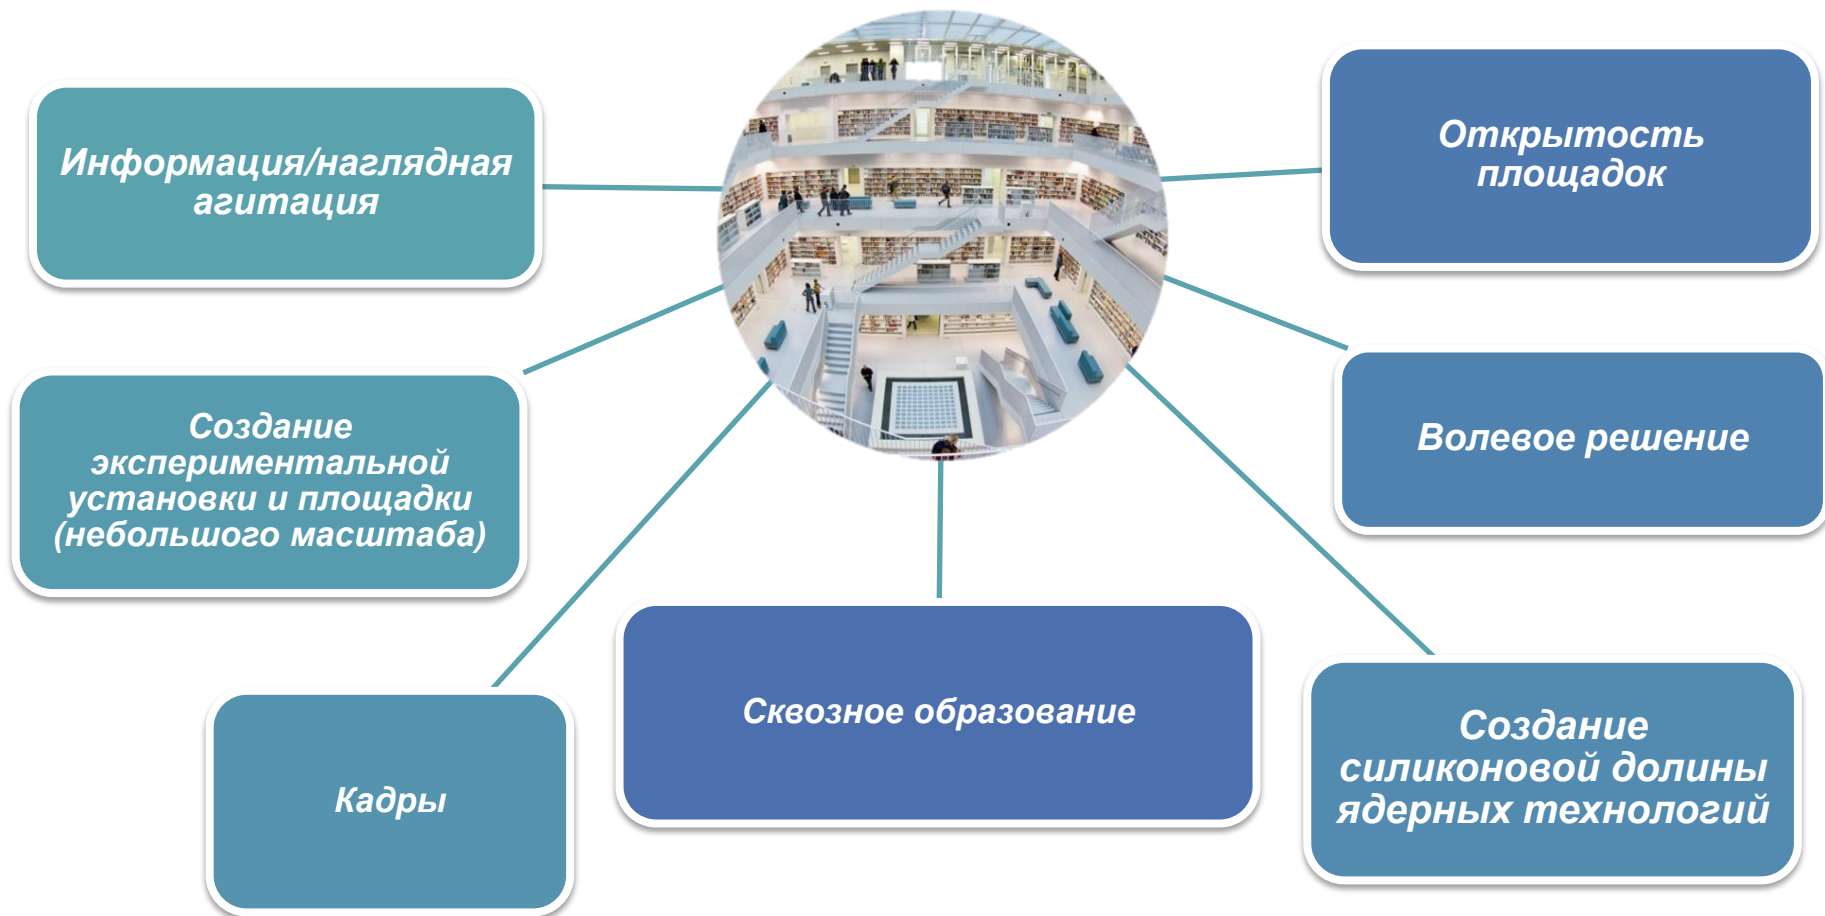 Информация/наглядная
агитация
Открытость
площадок
Создание
экспериментальной
установки и площадки
(небольшого масштаба)
Волевое решение
Кадры
Сквозное образование
Создание
силиконовой долины
ядерных технологий